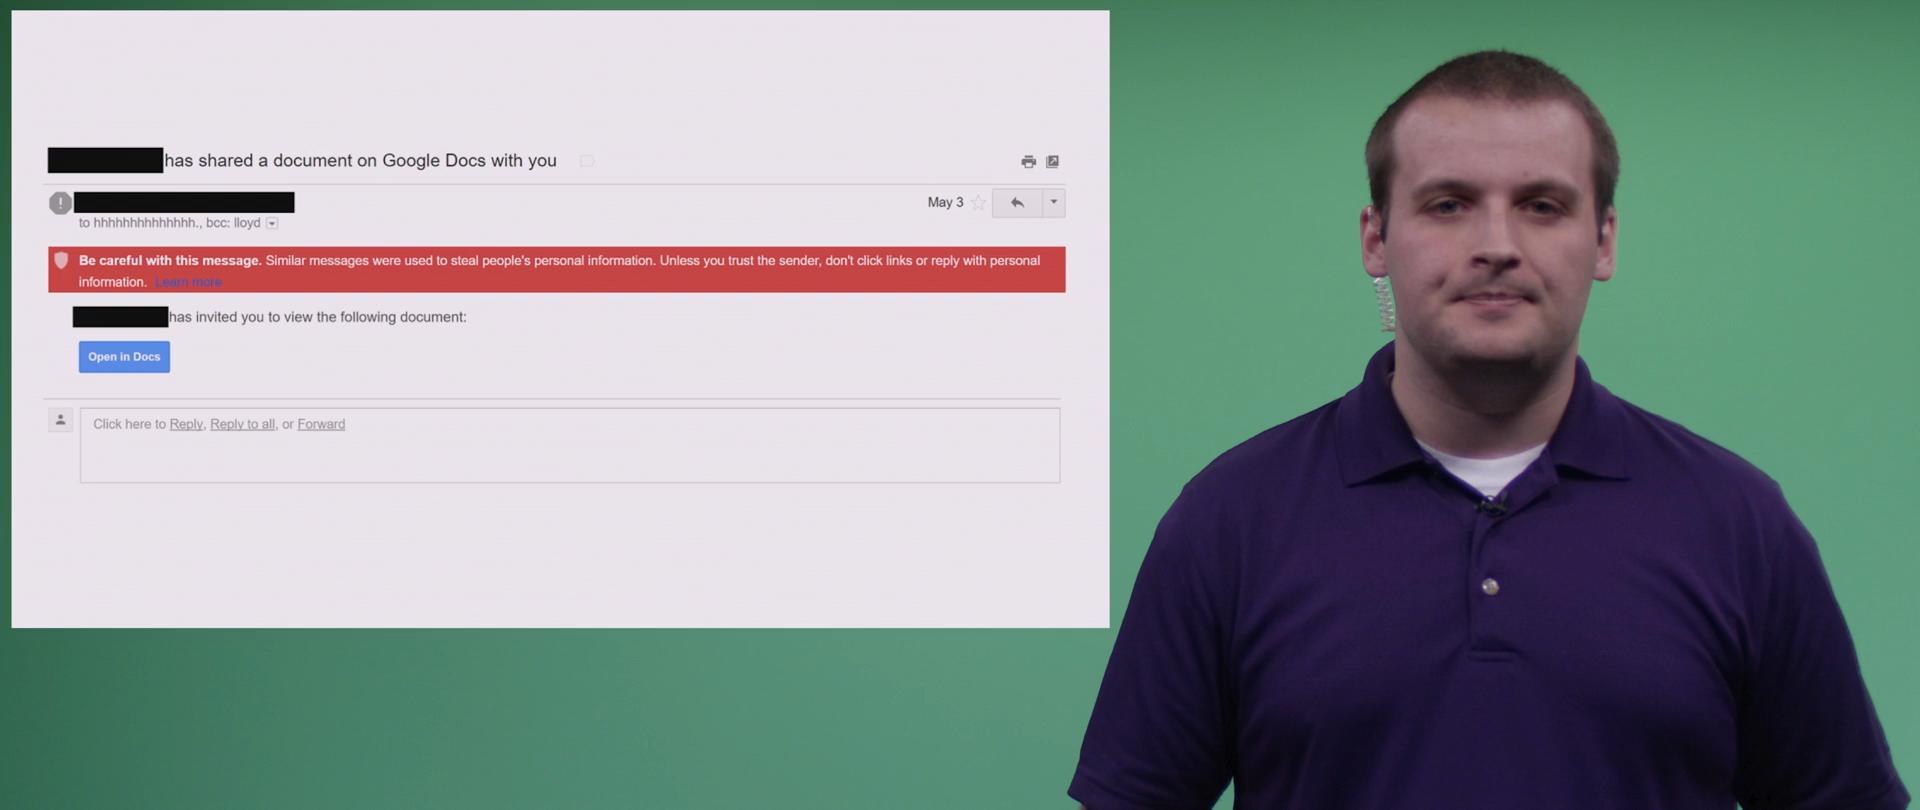 has shared a document on Google Docs with you
May 3
to hhhhhhhhhhhhhh., bcc: lloyd
Be careful with this message. Similar messages were used to steal people's personal information. Unless you trust the sender, don't click links or reply with personal
information. Learn more
has invited you to view the following document:
Open in Docs
Click here to Reply, Reply to all, or Forward